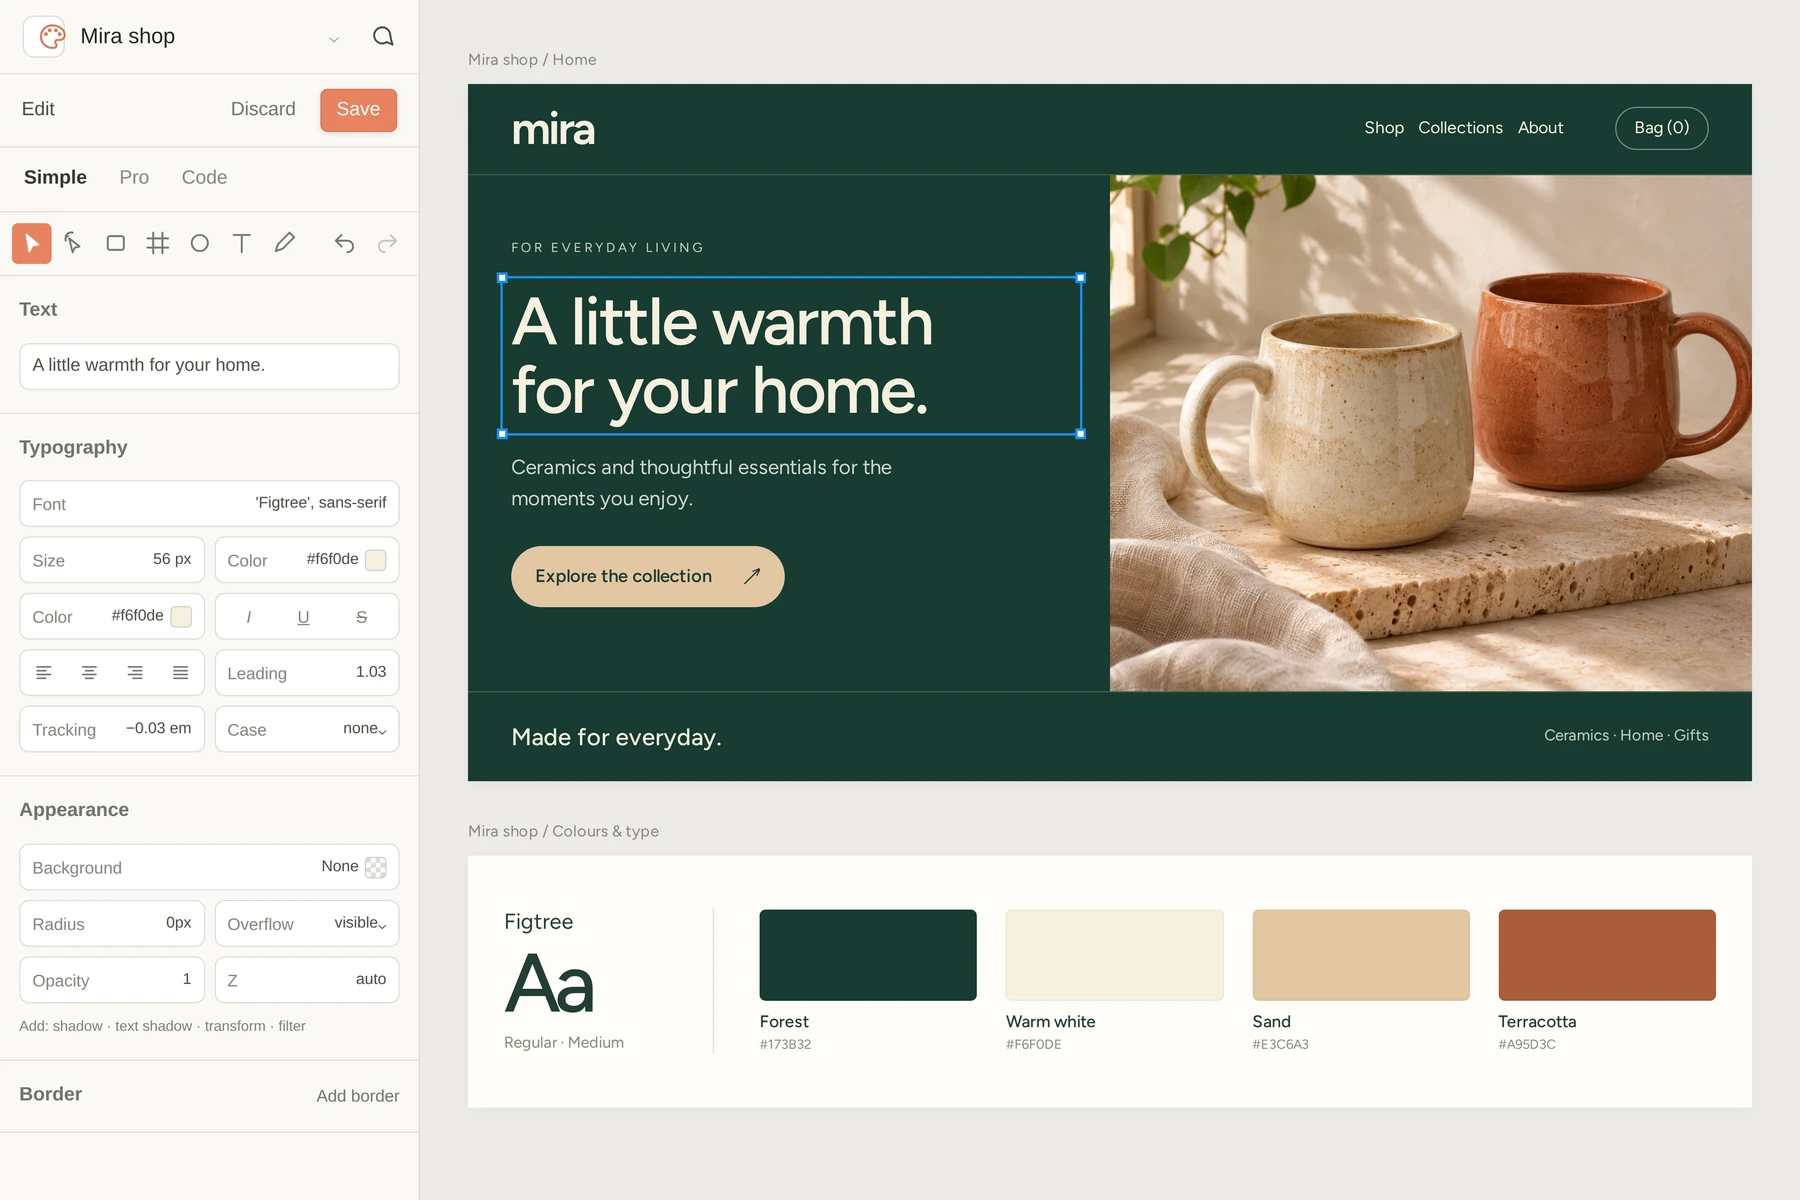 Mira shop
Edit
Discard
Save
Simple
Pro
Code
Text
A little warmth for your home.
Typography
Font
'Figtree', sans-serif
Size
56 px
Color
#f6f0de
Color
#f6f0de
I
U
S
Leading
1.03
Tracking
−0.03 em
Case
none
Appearance
Background
None
Radius
0px
Overflow
visible
Opacity
1
Z
auto
Add: shadow · text shadow · transform · filter
Border
Add border
Mira shop / Home
mira
Shop
Collections
About
Bag (0)
FOR EVERYDAY LIVING
A little warmth
for your home.
Ceramics and thoughtful essentials for the
moments you enjoy.
Explore the collection
Made for everyday.
Ceramics · Home · Gifts
Mira shop / Colours & type
Figtree
Aa
Regular · Medium
Forest
#173B32
Warm white
#F6F0DE
Sand
#E3C6A3
Terracotta
#A95D3C